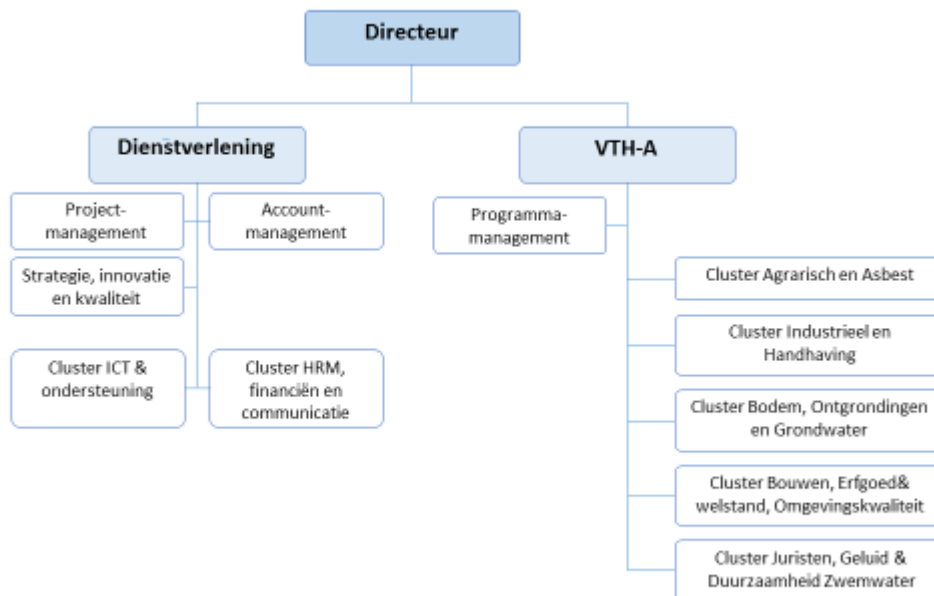 Directeur
Dienstverlening
VTH-A
Project-
management
Account-
management
Strategie, innovatie
en kwaliteit
Cluster ICT &
ondersteuning
Cluster HRM,
financiën en
communicatie
Programma-
management
Cluster Agrarisch en Asbest
Cluster Industrieel en
Handhaving
Cluster Bodem, Ontgrondingen
en Grondwater
Cluster Bouwen, Erfgoed&
welstand, Omgevingskwaliteit
Cluster Juristen, Geluid &
Duurzaamheid Zwemwater